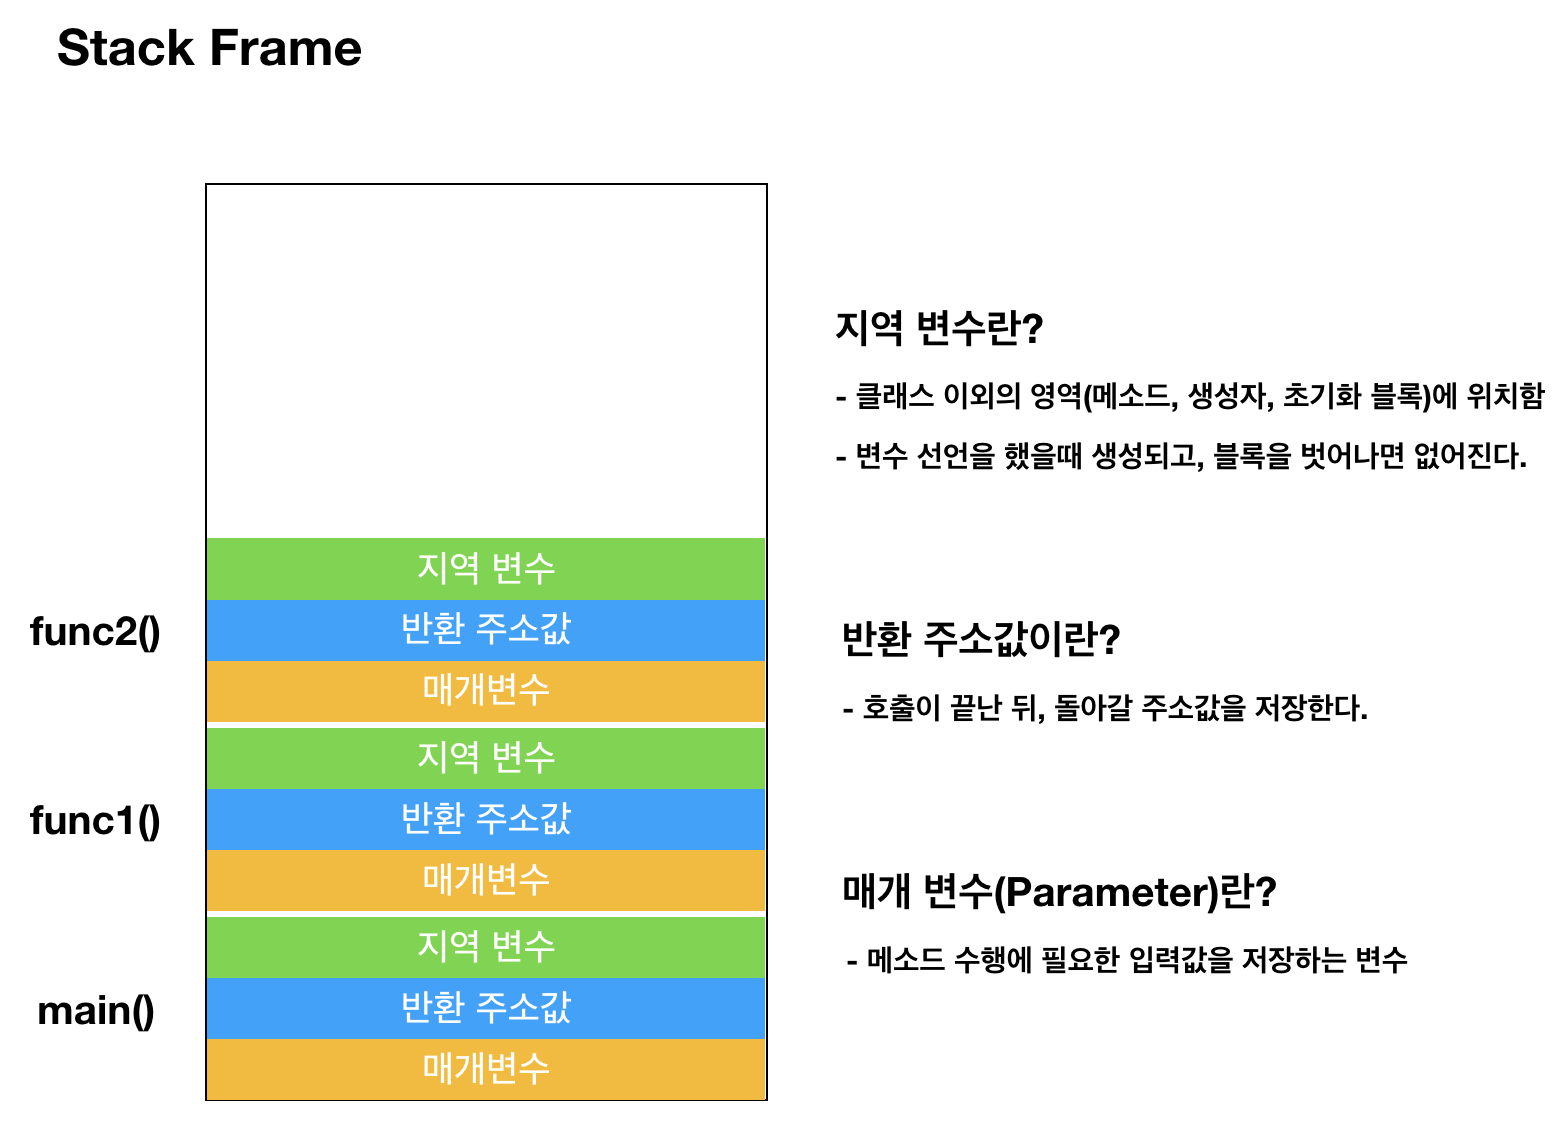 Stack Frame
지역 변수란?
- 클래스 이외의 영역(메소드, 생성자, 초기화 블록)에 위치함
- 변수 선언을 했을때 생성되고, 블록을 벗어나면 없어진다.
지역 변수
func2()
반환 주소값
매개변수
반환 주소값이란?
- 호출이 끝난 뒤, 돌아갈 주소값을 저장한다.
지역 변수
func1()
반환 주소값
매개변수
매개 변수(Parameter)란?
- 메소드 수행에 필요한 입력값을 저장하는 변수
지역 변수
main()
반환 주소값
매개변수